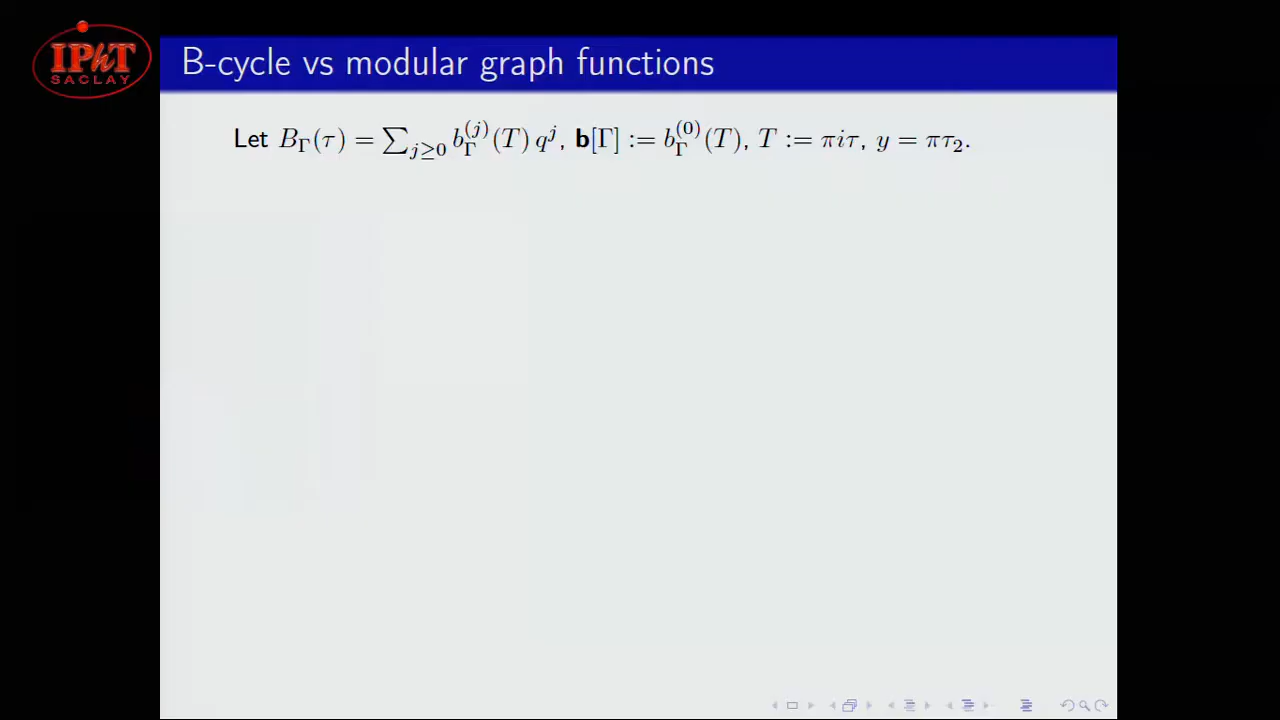 IPhT
SACLAY
B-cycle vs modular graph functions
Let $B_\Gamma(\tau) = \sum_{j \geq 0} b_\Gamma^{(j)}(T)\, q^j$, $\mathbf{b}[\Gamma] := b_\Gamma^{(0)}(T)$, $T := \pi i \tau$, $y = \pi \tau_2$.